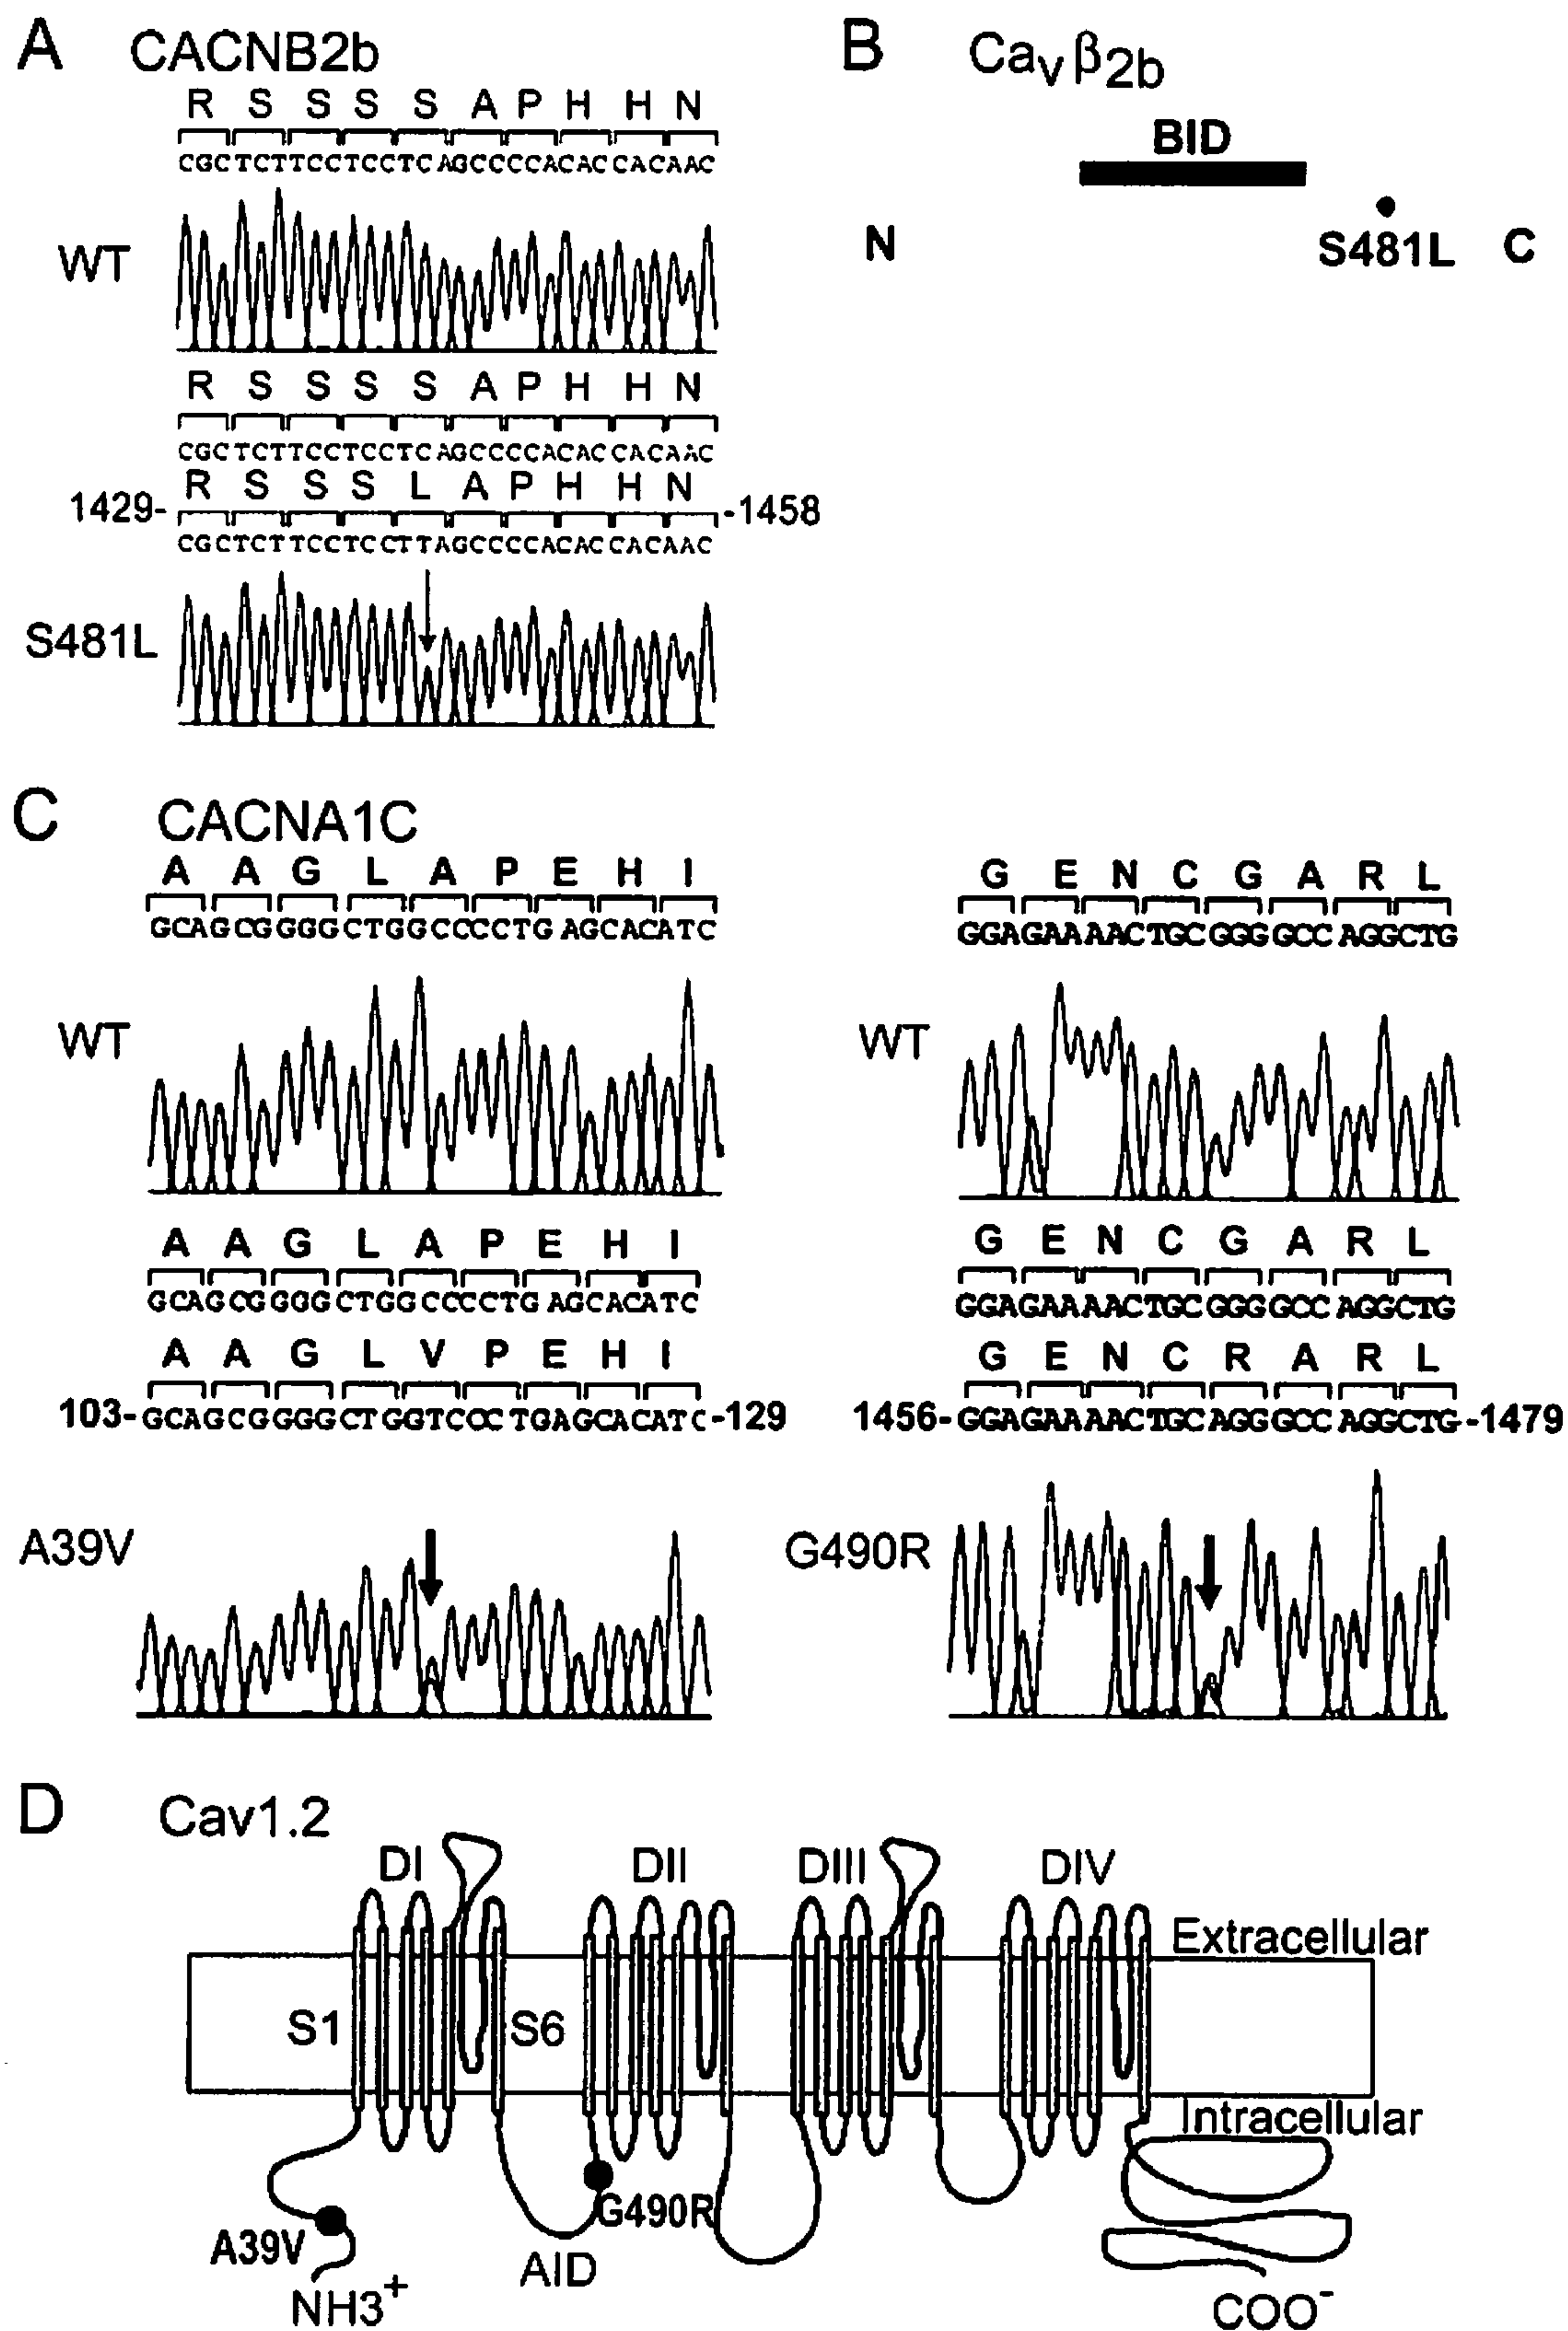 A CACNB2b
R S S S S A P H H N
CGCTCTTCCTCCTCAGCCCCACACCACAAC
WT
R S S S S A P H H N
CGCTCTTCCTCCTCAGCCCCACACCACAAC
R S S S L A P H H N
1429- -1458
CGCTCTTCCTCCTTAGCCCCACACCACAAC
S481L
B Cavβ2b
BID
N S481L C
C CACNA1C
A A G L A P E H I
GCAGCGGGGCTGGCCCCTGAGCACATC
WT
A A G L A P E H I
GCAGCGGGGCTGGCCCCTGAGCACATC
A A G L V P E H I
103-GCAGCGGGGCTGGTCCCTGAGCACATC-129
A39V
G E N C G A R L
GGAGAAAACTGCGGGGCCAGGCTG
WT
G E N C G A R L
GGAGAAAACTGCGGGGCCAGGCTG
G E N C R A R L
1456-GGAGAAAACTGCAGGGCCAGGCTG-1479
G490R
D Cav1.2
DI DII DIII DIV
Extracellular
S1 S6
Intracellular
G490R
A39V
AID
NH3+
COO-